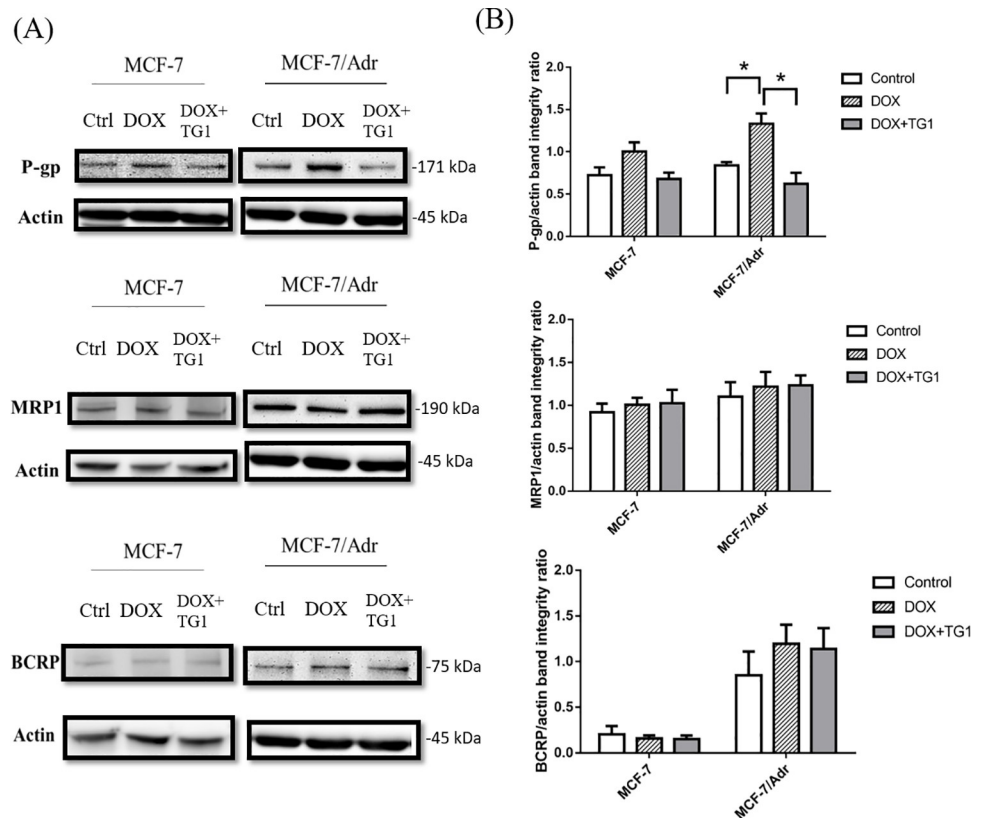 (A)
MCF-7 MCF-7/Adr
Ctrl DOX DOX+ TG1 Ctrl DOX DOX+ TG1
P-gp -171 kDa
Actin -45 kDa
MCF-7 MCF-7/Adr
Ctrl DOX DOX+ TG1 Ctrl DOX DOX+ TG1
MRP1 -190 kDa
Actin -45 kDa
MCF-7 MCF-7/Adr
Ctrl DOX DOX+ TG1 Ctrl DOX DOX+ TG1
BCRP -75 kDa
Actin -45 kDa
(B)
P-gp/actin band integrity ratio
2.0
1.5
1.0
0.5
0.0
* *
MCF-7 MCF-7/Adr
Control
DOX
DOX+TG1
MRP1/actin band integrity ratio
2.0
1.5
1.0
0.5
0.0
MCF-7 MCF-7/Adr
Control
DOX
DOX+TG1
BCRP/actin band integrity ratio
2.0
1.5
1.0
0.5
0.0
MCF-7 MCF-7/Adr
Control
DOX
DOX+TG1